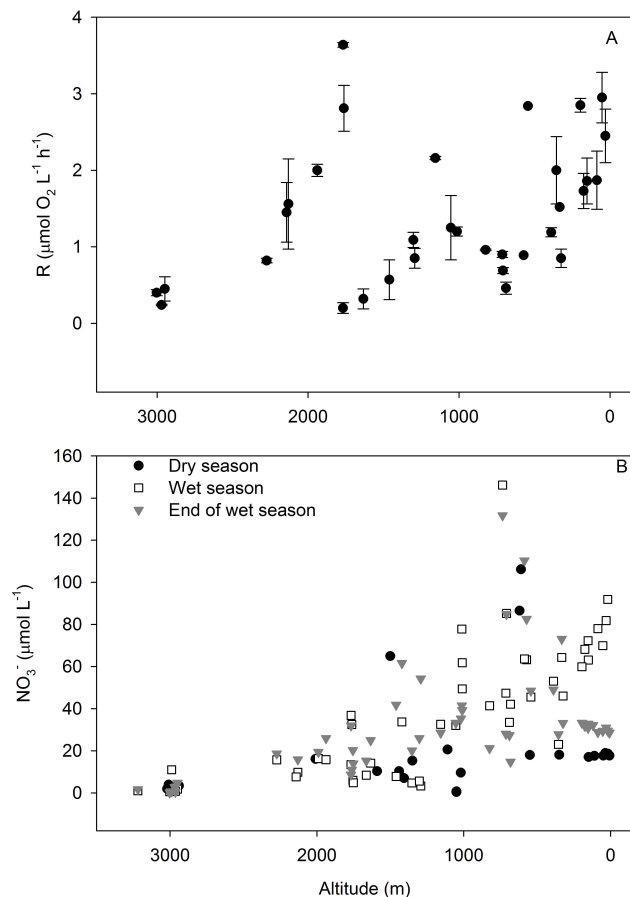 4
A
3
2
1
0
R (μmol O2 L-1 h-1)
3000 2000 1000 0
160
B
Dry season
Wet season
End of wet season
140
120
100
80
60
40
20
0
NO3- (μmol L-1)
3000 2000 1000 0
Altitude (m)